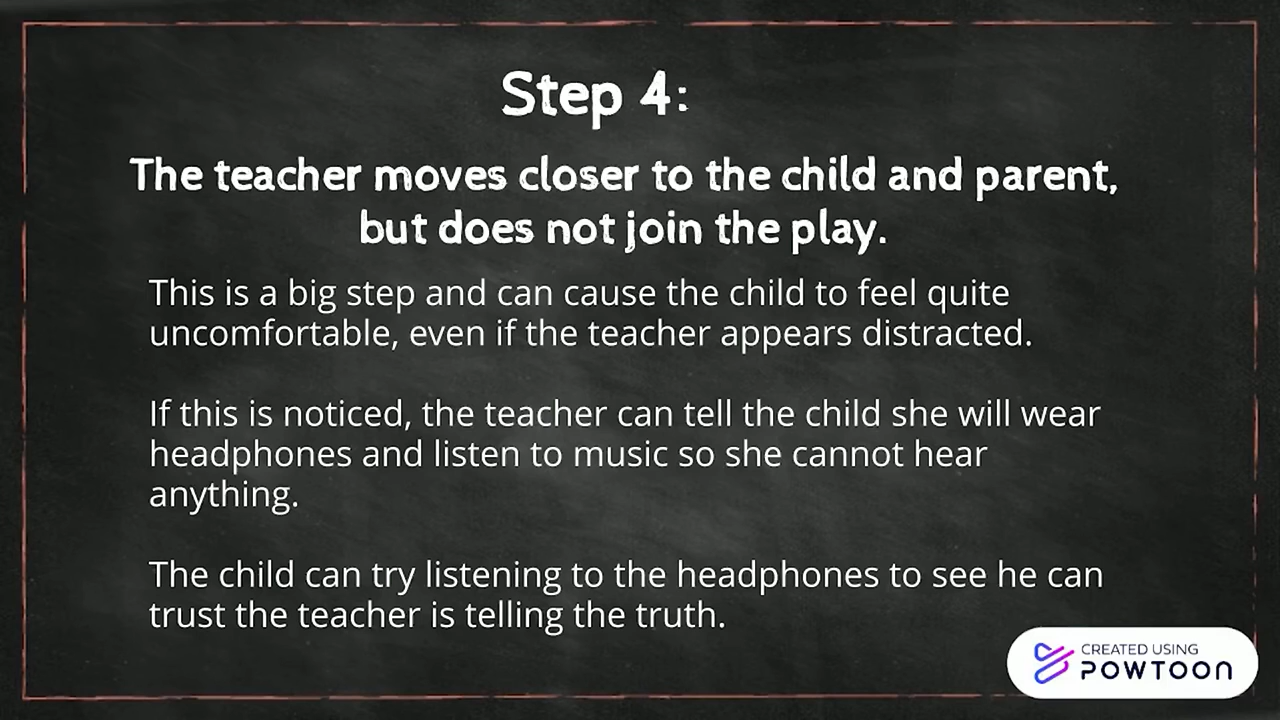 Step 4:
The teacher moves closer to the child and parent,
but does not join the play.
This is a big step and can cause the child to feel quite
uncomfortable, even if the teacher appears distracted.
If this is noticed, the teacher can tell the child she will wear
headphones and listen to music so she cannot hear
anything.
The child can try listening to the headphones to see he can
trust the teacher is telling the truth.
CREATED USING
POWTOON